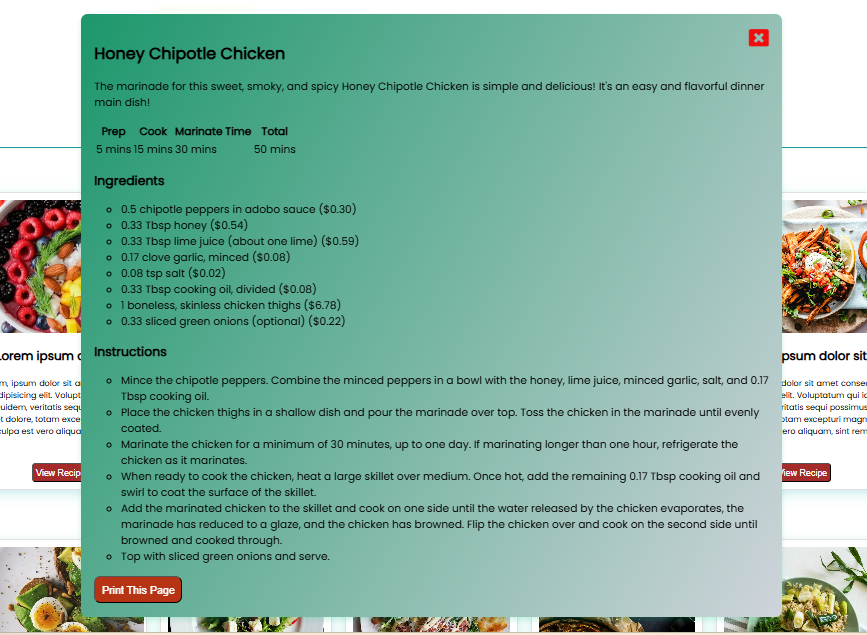 Honey Chipotle Chicken
The marinade for this sweet, smoky, and spicy Honey Chipotle Chicken is simple and delicious! It's an easy and flavorful dinner
main dish!
Prep Cook Marinate Time Total
5 mins 15 mins 30 mins 50 mins
Ingredients
0.5 chipotle peppers in adobo sauce ($0.30)
0.33 Tbsp honey ($0.54)
0.33 Tbsp lime juice (about one lime) ($0.59)
0.17 clove garlic, minced ($0.08)
0.08 tsp salt ($0.02)
0.33 Tbsp cooking oil, divided ($0.08)
1 boneless, skinless chicken thighs ($6.78)
0.33 sliced green onions (optional) ($0.22)
Instructions
Mince the chipotle peppers. Combine the minced peppers in a bowl with the honey, lime juice, minced garlic, salt, and 0.17
Tbsp cooking oil.
Place the chicken thighs in a shallow dish and pour the marinade over top. Toss the chicken in the marinade until evenly
coated.
Marinate the chicken for a minimum of 30 minutes, up to one day. If marinating longer than one hour, refrigerate the
chicken as it marinates.
When ready to cook the chicken, heat a large skillet over medium. Once hot, add the remaining 0.17 Tbsp cooking oil and
swirl to coat the surface of the skillet.
Add the marinated chicken to the skillet and cook on one side until the water released by the chicken evaporates, the
marinade has reduced to a glaze, and the chicken has browned. Flip the chicken over and cook on the second side until
browned and cooked through.
Top with sliced green onions and serve.
Print This Page
orem ipsum
ipsum dolor sit
dipisicing elit.
veritatis
dolore, totam
culpa est vero
View Recip
psum dolor sit
dolor sit amet
elit. Voluptatum qui
sequi possimus
totam excepturi
vero aliquam, sint
View Recipe